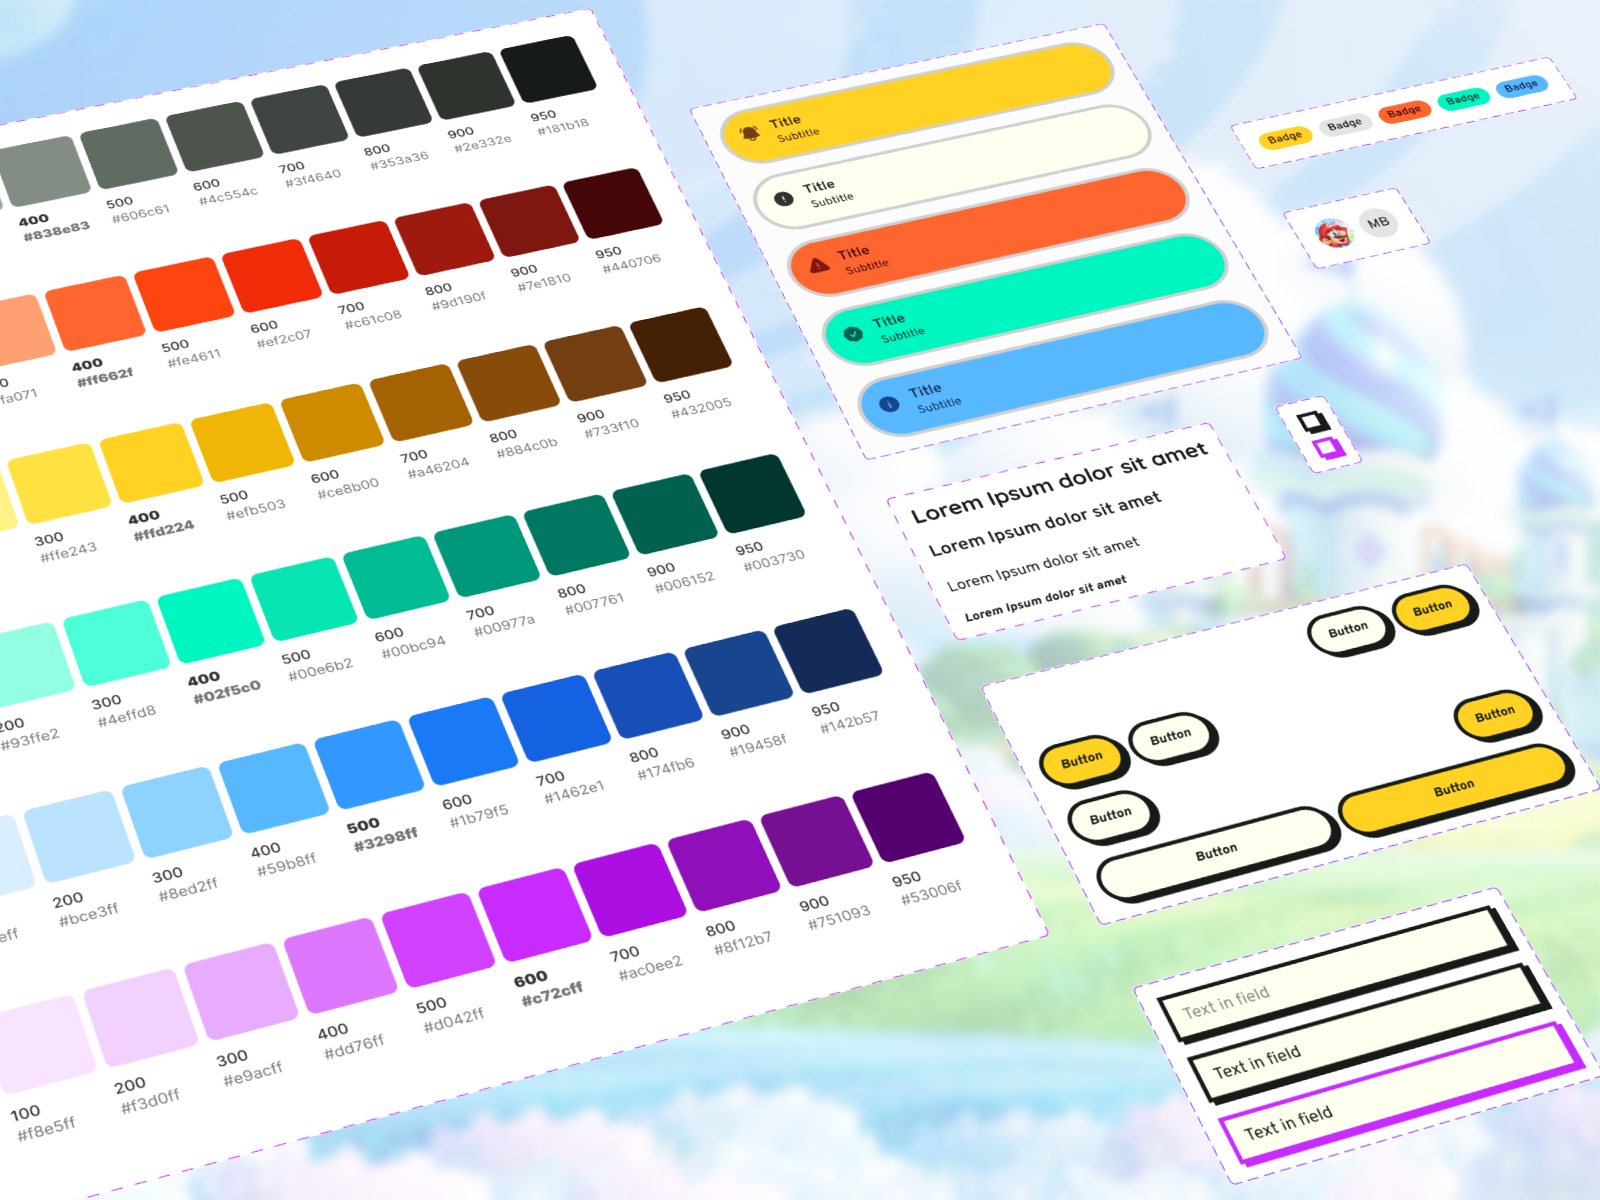 400
#838e83
500
#606c61
600
#4c554c
700
#3f4640
800
#353a36
900
#2e332e
950
#181b18
400
#ff662f
500
#fe4611
600
#ef2c07
700
#c61c08
800
#9d190f
900
#7e1810
950
#440706
300
#ffe243
400
#ffd224
500
#efb503
600
#ce8b00
700
#a46204
800
#884c0b
900
#733f10
950
#432005
200
#93ffe2
300
#4effd8
400
#02f5c0
500
#00e6b2
600
#00bc94
700
#00977a
800
#007761
900
#006152
950
#003730
200
#bce3ff
300
#8ed2ff
400
#59b8ff
500
#3298ff
600
#1b79f5
700
#1462e1
800
#174fb6
900
#19458f
950
#142b57
100
#f8e5ff
200
#f3d0ff
300
#e9acff
400
#dd76ff
500
#d042ff
600
#c72cff
700
#ac0ee2
800
#8f12b7
900
#751093
950
#53006f
Title
Subtitle
Title
Subtitle
Title
Subtitle
Title
Subtitle
Title
Subtitle
Badge
Badge
Badge
Badge
Badge
MB
Lorem Ipsum dolor sit amet
Lorem Ipsum dolor sit amet
Lorem Ipsum dolor sit amet
Lorem Ipsum dolor sit amet
Button
Button
Button
Button
Button
Button
Button
Button
Text in field
Text in field
Text in field